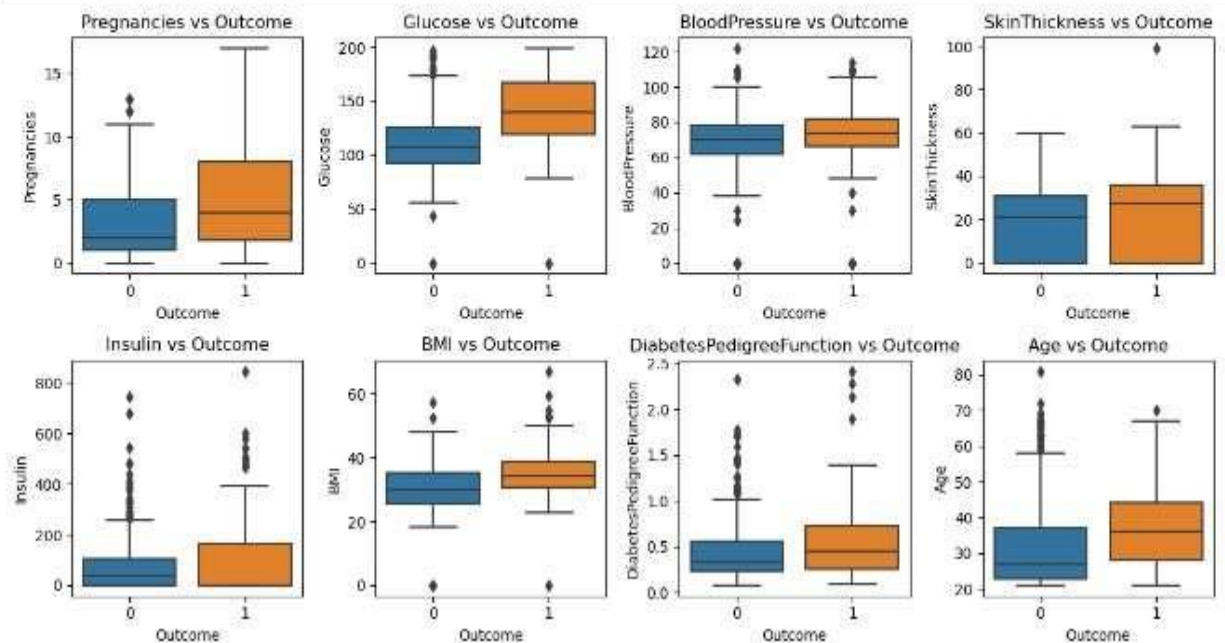 Pregnancies vs Outcome
Pregnancies
15
10
5
0
0 1
Outcome
Glucose vs Outcome
Glucose
200
150
100
50
0
0 1
Outcome
BloodPressure vs Outcome
BloodPressure
120
100
80
60
40
20
0
0 1
Outcome
SkinThickness vs Outcome
SkinThickness
100
80
60
40
20
0
0 1
Outcome
Insulin vs Outcome
Insulin
800
600
400
200
0
0 1
Outcome
BMI vs Outcome
BMI
60
40
20
0
0 1
Outcome
DiabetesPedigreeFunction vs Outcome
DiabetesPedigreeFunction
2.5
2.0
1.5
1.0
0.5
0.0
0 1
Outcome
Age vs Outcome
Age
80
70
60
50
40
30
20
0 1
Outcome